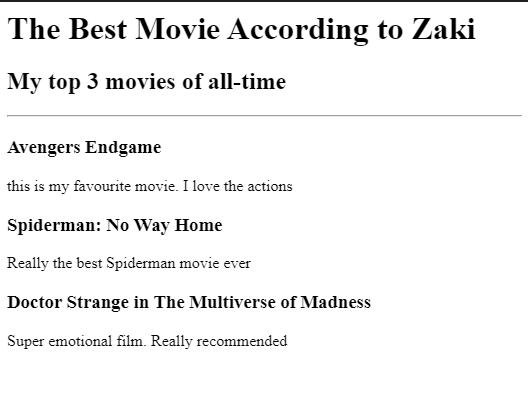 The Best Movie According to Zaki
My top 3 movies of all-time
Avengers Endgame
this is my favourite movie. I love the actions
Spiderman: No Way Home
Really the best Spiderman movie ever
Doctor Strange in The Multiverse of Madness
Super emotional film. Really recommended